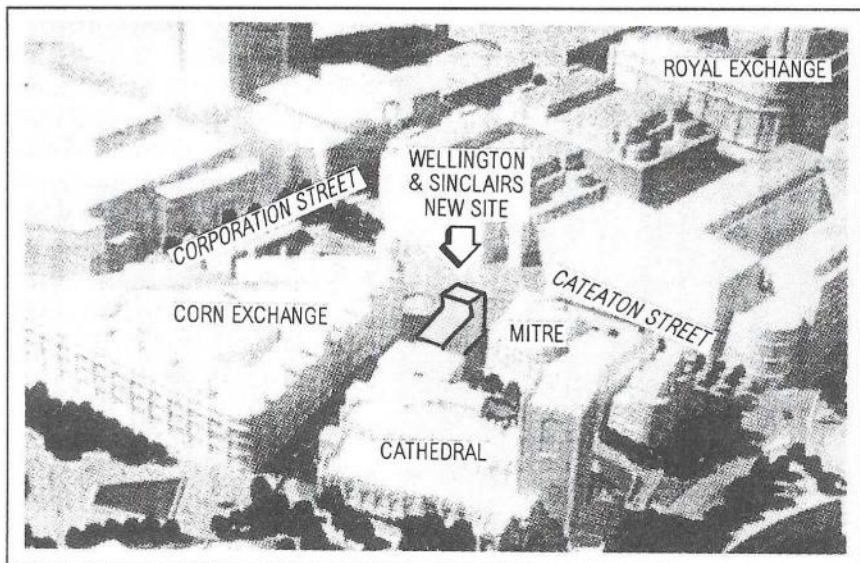 ROYAL EXCHANGE
WELLINGTON
& SINCLAIRS
NEW SITE
CORPORATION STREET
CORN EXCHANGE
MITRE
CATEATON STREET
CATHEDRAL